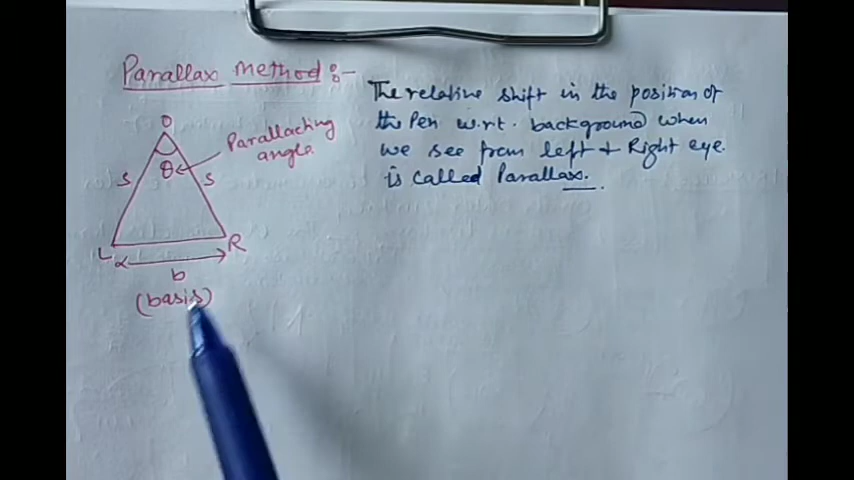 Parallax method :-
The relative shift in the position of
the Pen w.r.t. background when
we see from left & Right eye
is called Parallax.
O
Parallacting
angle
θ
S
S
L
R
b
(basis)